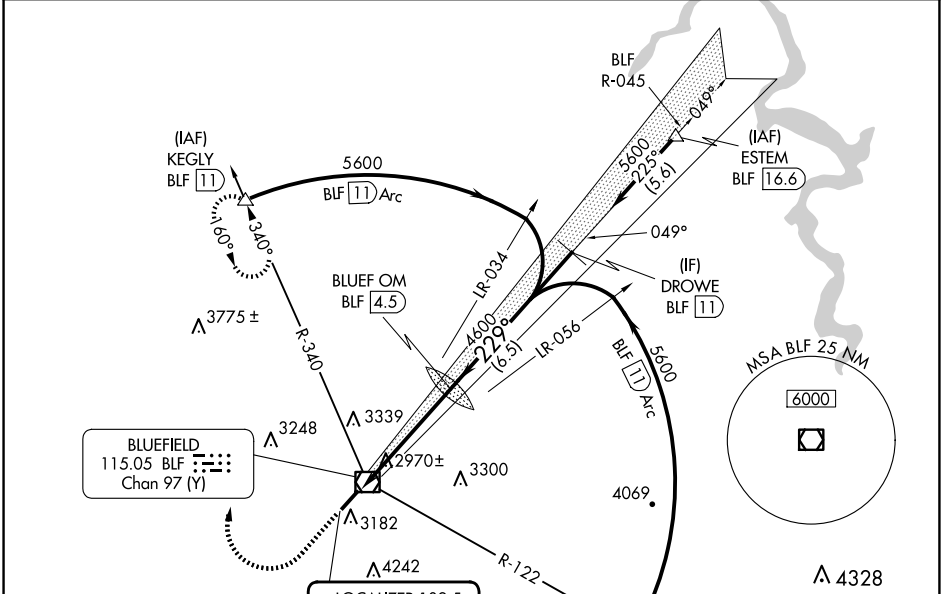 BLF
R-045
049°
(IAF)
ESTEM
BLF 16.6
5600
225°
(5.6)
(IAF)
KEGLY
BLF 11
5600
BLF 11 Arc
160°
340°
049°
(IF)
DROWE
BLF 11
LR-034
BLUEF OM
BLF 4.5
4600
229°
(6.5)
LR-056
5600
BLF 11 Arc
3775 ±
R-340
MSA BLF 25 NM
6000
3339
3248
BLUEFIELD
115.05 BLF
Chan 97 (Y)
2970±
3300
4069
3182
R-122
4242
4328